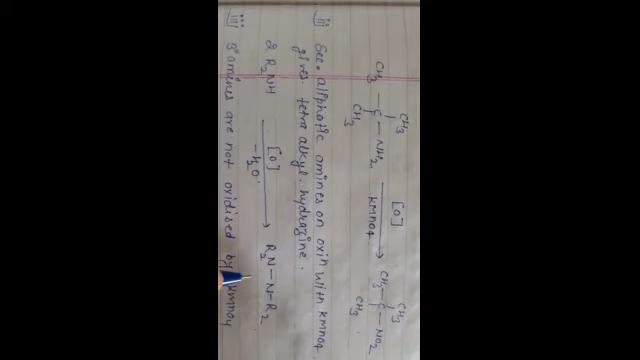 CH3 CH3
CH3 — C — NH2 [O] KMnO4 → CH3 — C — NO2
CH3 CH3
ii) Sec. aliphatic amines on oxin with KMnO4
gives tetra alkyl hydrazine.
2 R2NH [O] -H2O → R2N — N-R2
iii) 3° amines are not oxidised by KMnO4